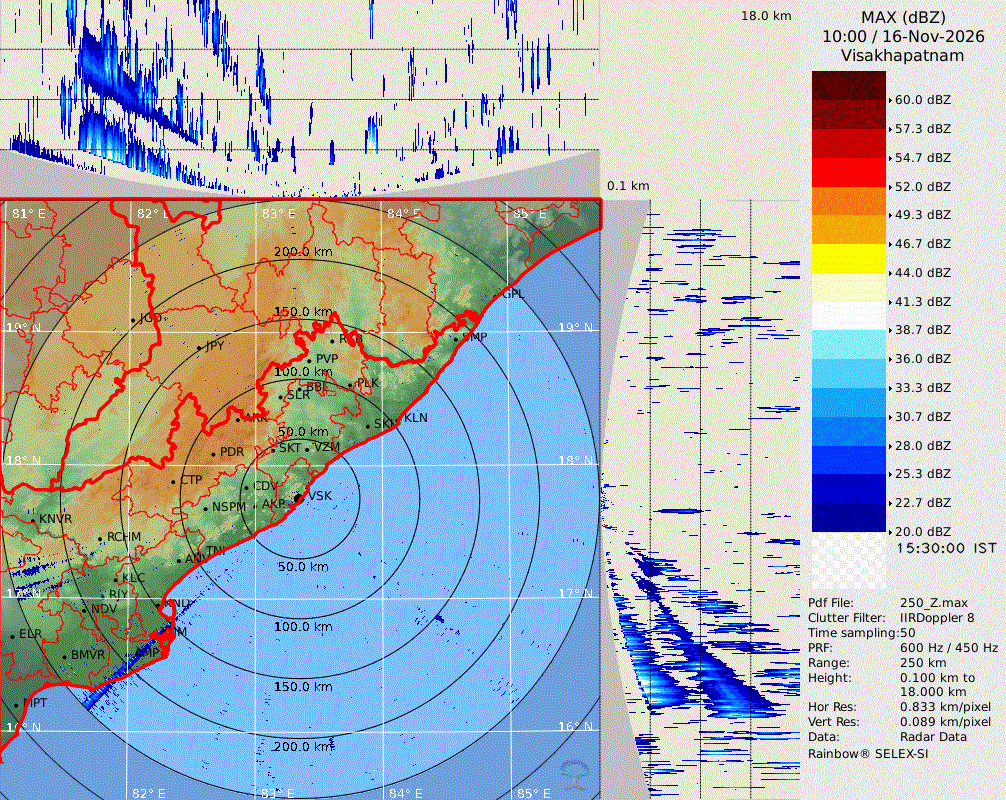 18.0 km
MAX (dBZ)
10:00 / 16-Nov-2026
Visakhapatnam
60.0 dBZ
57.3 dBZ
54.7 dBZ
52.0 dBZ
49.3 dBZ
46.7 dBZ
44.0 dBZ
41.3 dBZ
38.7 dBZ
36.0 dBZ
33.3 dBZ
30.7 dBZ
28.0 dBZ
25.3 dBZ
22.7 dBZ
20.0 dBZ
15:30:00 IST
0.1 km
81° E
82° E
83° E
84° E
85° E
200.0 km
GPL
150.0 km
JGD
19° N
19° N
JPY
PVP
100.0 km
BBL
PLK
SLR
ARK
KLN
50.0 km
SKT
VZM
PDR
18° N
18° N
CTP
CDV
VSK
NSPM
AKP
KNVR
RCHM
TNI
50.0 km
KLC
RJY
17° N
17° N
NDV
100.0 km
ELR
BMVR
AMP
150.0 km
MPT
16° N
16° N
200.0 km
82° E
83° E
84° E
85° E
Pdf File: 250_Z.max
Clutter Filter: IIRDoppler 8
Time sampling:50
PRF: 600 Hz / 450 Hz
Range: 250 km
Height: 0.100 km to
18.000 km
Hor Res: 0.833 km/pixel
Vert Res: 0.089 km/pixel
Data: Radar Data
Rainbow® SELEX-SI